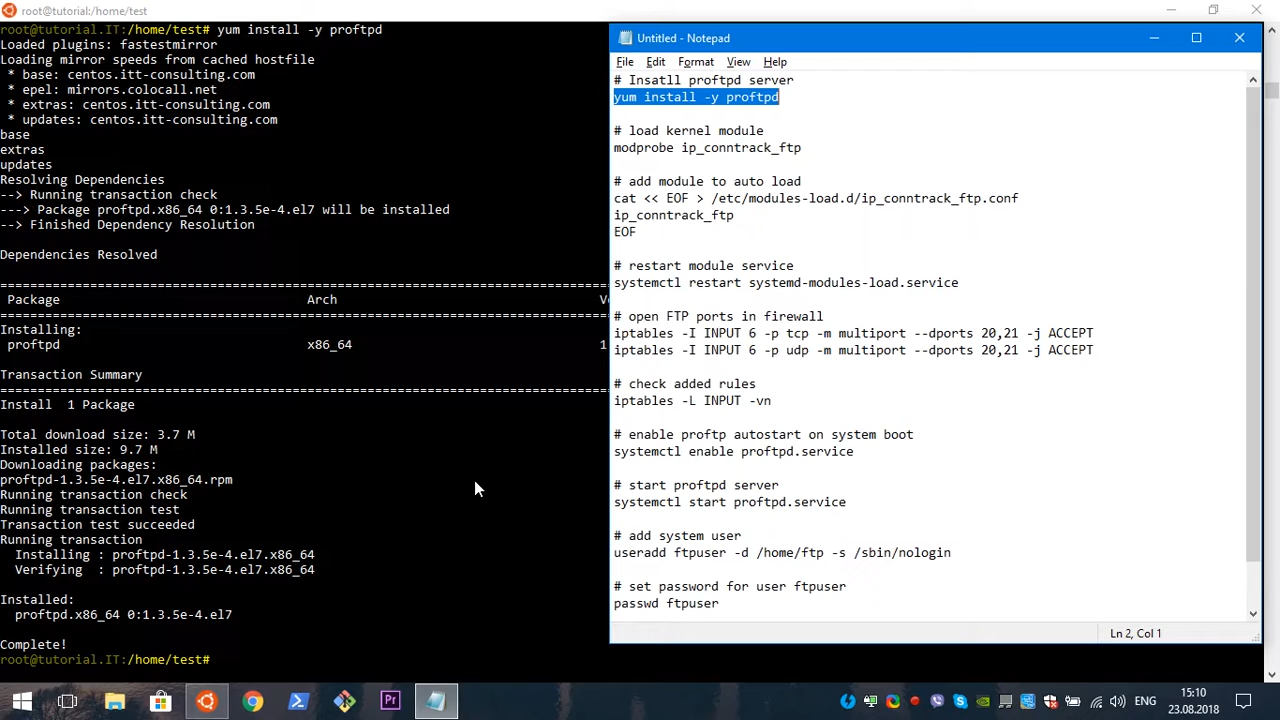 root@tutorial.IT:/home/test
root@tutorial.IT:/home/test# yum install -y proftpd
Loaded plugins: fastestmirror
Loading mirror speeds from cached hostfile
 * base: centos.itt-consulting.com
 * epel: mirrors.colocall.net
 * extras: centos.itt-consulting.com
 * updates: centos.itt-consulting.com
base
extras
updates
Resolving Dependencies
--> Running transaction check
---> Package proftpd.x86_64 0:1.3.5e-4.el7 will be installed
--> Finished Dependency Resolution
Dependencies Resolved
================================================================================
 Package Arch Ve
================================================================================
Installing:
 proftpd x86_64 1
Transaction Summary
================================================================================
Install  1 Package
Total download size: 3.7 M
Installed size: 9.7 M
Downloading packages:
proftpd-1.3.5e-4.el7.x86_64.rpm
Running transaction check
Running transaction test
Transaction test succeeded
Running transaction
  Installing : proftpd-1.3.5e-4.el7.x86_64
  Verifying  : proftpd-1.3.5e-4.el7.x86_64
Installed:
  proftpd.x86_64 0:1.3.5e-4.el7
Complete!
root@tutorial.IT:/home/test#
Untitled - Notepad
File Edit Format View Help
# Insatll proftpd server
yum install -y proftpd
# load kernel module
modprobe ip_conntrack_ftp
# add module to auto load
cat << EOF > /etc/modules-load.d/ip_conntrack_ftp.conf
ip_conntrack_ftp
EOF
# restart module service
systemctl restart systemd-modules-load.service
# open FTP ports in firewall
iptables -I INPUT 6 -p tcp -m multiport --dports 20,21 -j ACCEPT
iptables -I INPUT 6 -p udp -m multiport --dports 20,21 -j ACCEPT
# check added rules
iptables -L INPUT -vn
# enable proftp autostart on system boot
systemctl enable proftpd.service
# start proftpd server
systemctl start proftpd.service
# add system user
useradd ftpuser -d /home/ftp -s /sbin/nologin
# set password for user ftpuser
passwd ftpuser
Ln 2, Col 1
Pr
ENG
15:10
23.08.2018